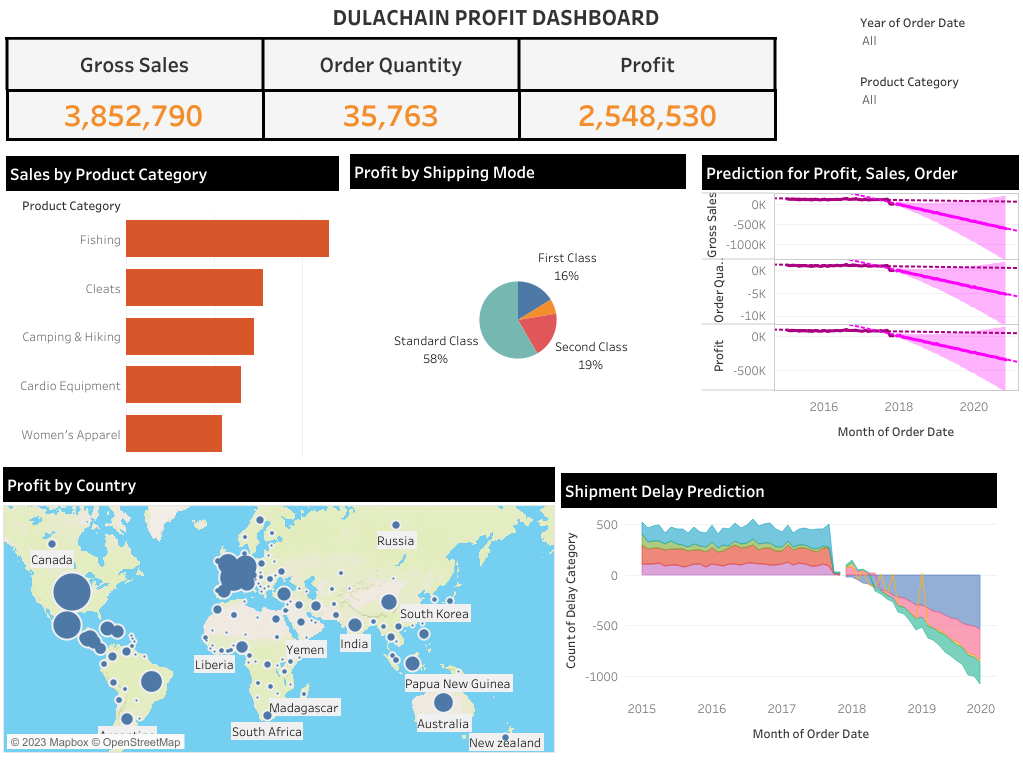 DULACHAIN PROFIT DASHBOARD
Year of Order Date
All
Gross Sales
Order Quantity
Profit
Product Category
All
3,852,790
35,763
2,548,530
Sales by Product Category
Profit by Shipping Mode
Prediction for Profit, Sales, Order
Product Category
Fishing
Cleats
Camping & Hiking
Cardio Equipment
Women's Apparel
First Class
16%
Standard Class
58%
Second Class
19%
Gross Sales
0K
-500K
-1000K
Order Qua..
0K
-5K
-10K
Profit
0K
-500K
2016
2018
2020
Month of Order Date
Profit by Country
Canada
Russia
South Korea
India
Yemen
Liberia
Papua New Guinea
Madagascar
Australia
South Africa
New zealand
© 2023 Mapbox © OpenStreetMap
Shipment Delay Prediction
Count of Delay Category
500
0
-500
-1000
2015
2016
2017
2018
2019
2020
Month of Order Date